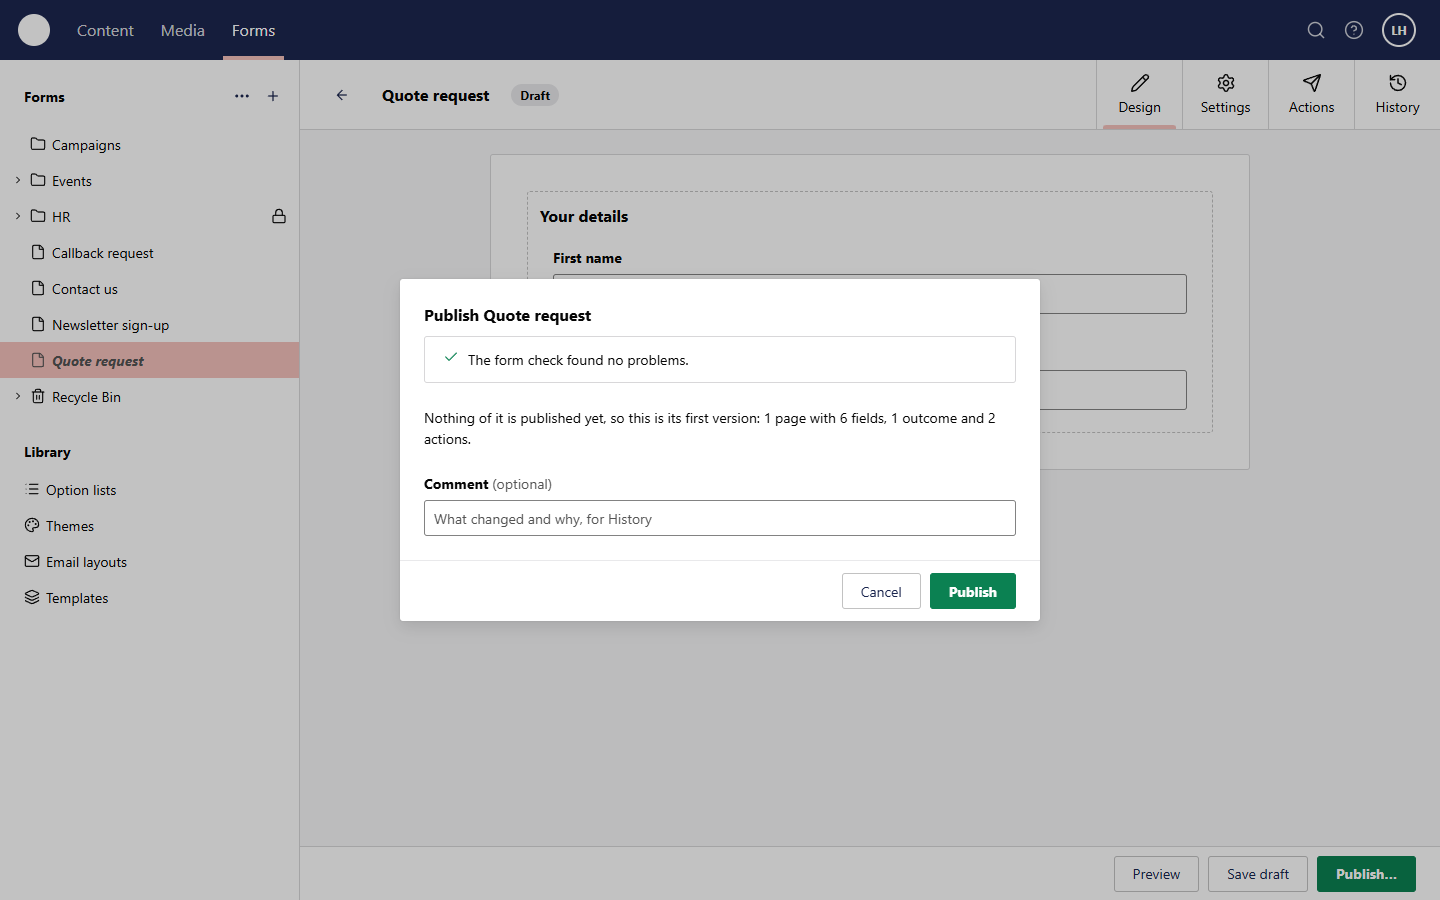 Content
Media
Forms
LH
Forms
Campaigns
Events
HR
Callback request
Contact us
Newsletter sign-up
Quote request
Recycle Bin
Library
Option lists
Themes
Email layouts
Templates
Quote request
Draft
Design
Settings
Actions
History
Your details
First name
Publish Quote request
The form check found no problems.
Nothing of it is published yet, so this is its first version: 1 page with 6 fields, 1 outcome and 2
actions.
Comment (optional)
What changed and why, for History
Cancel
Publish
Preview
Save draft
Publish...